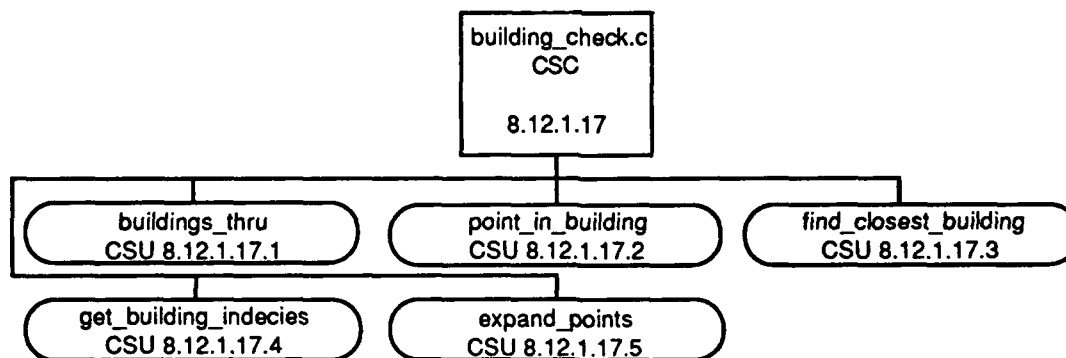 building_check.c
CSC
8.12.1.17
buildings_thru
CSU 8.12.1.17.1
point_in_building
CSU 8.12.1.17.2
find_closest_building
CSU 8.12.1.17.3
get_building_indecies
CSU 8.12.1.17.4
expand_points
CSU 8.12.1.17.5